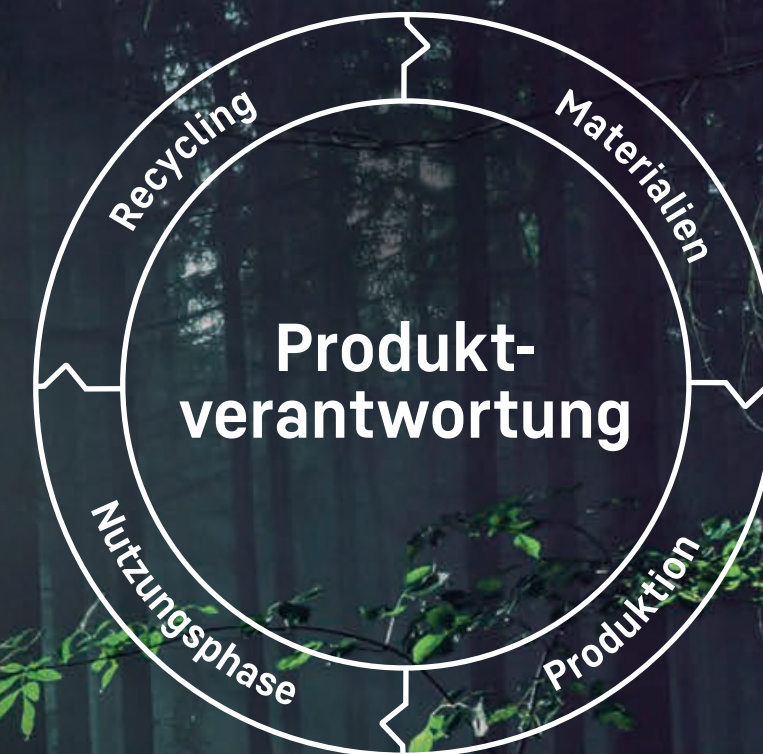 Produkt-
verantwortung
Materialien
Produktion
Nutzungsphase
Recycling